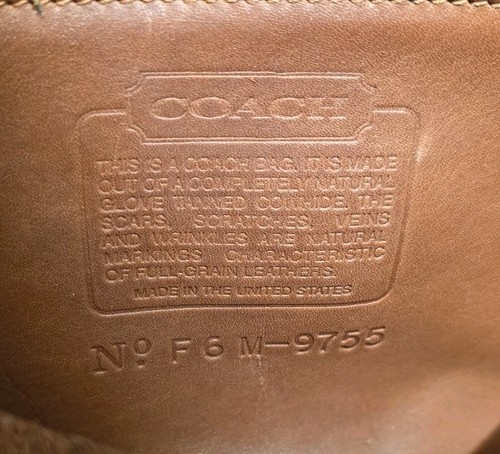 COACH
THIS IS A COACH BAG. IT IS MADE
OUT OF A COMPLETELY NATURAL
GLOVE TANNED COWHIDE. THE
SCARS, SCRATCHES, VEINS
AND WRINKLES ARE NATURAL
MARKINGS CHARACTERISTIC
OF FULL-GRAIN LEATHERS.
MADE IN THE UNITED STATES
No F6M-9755